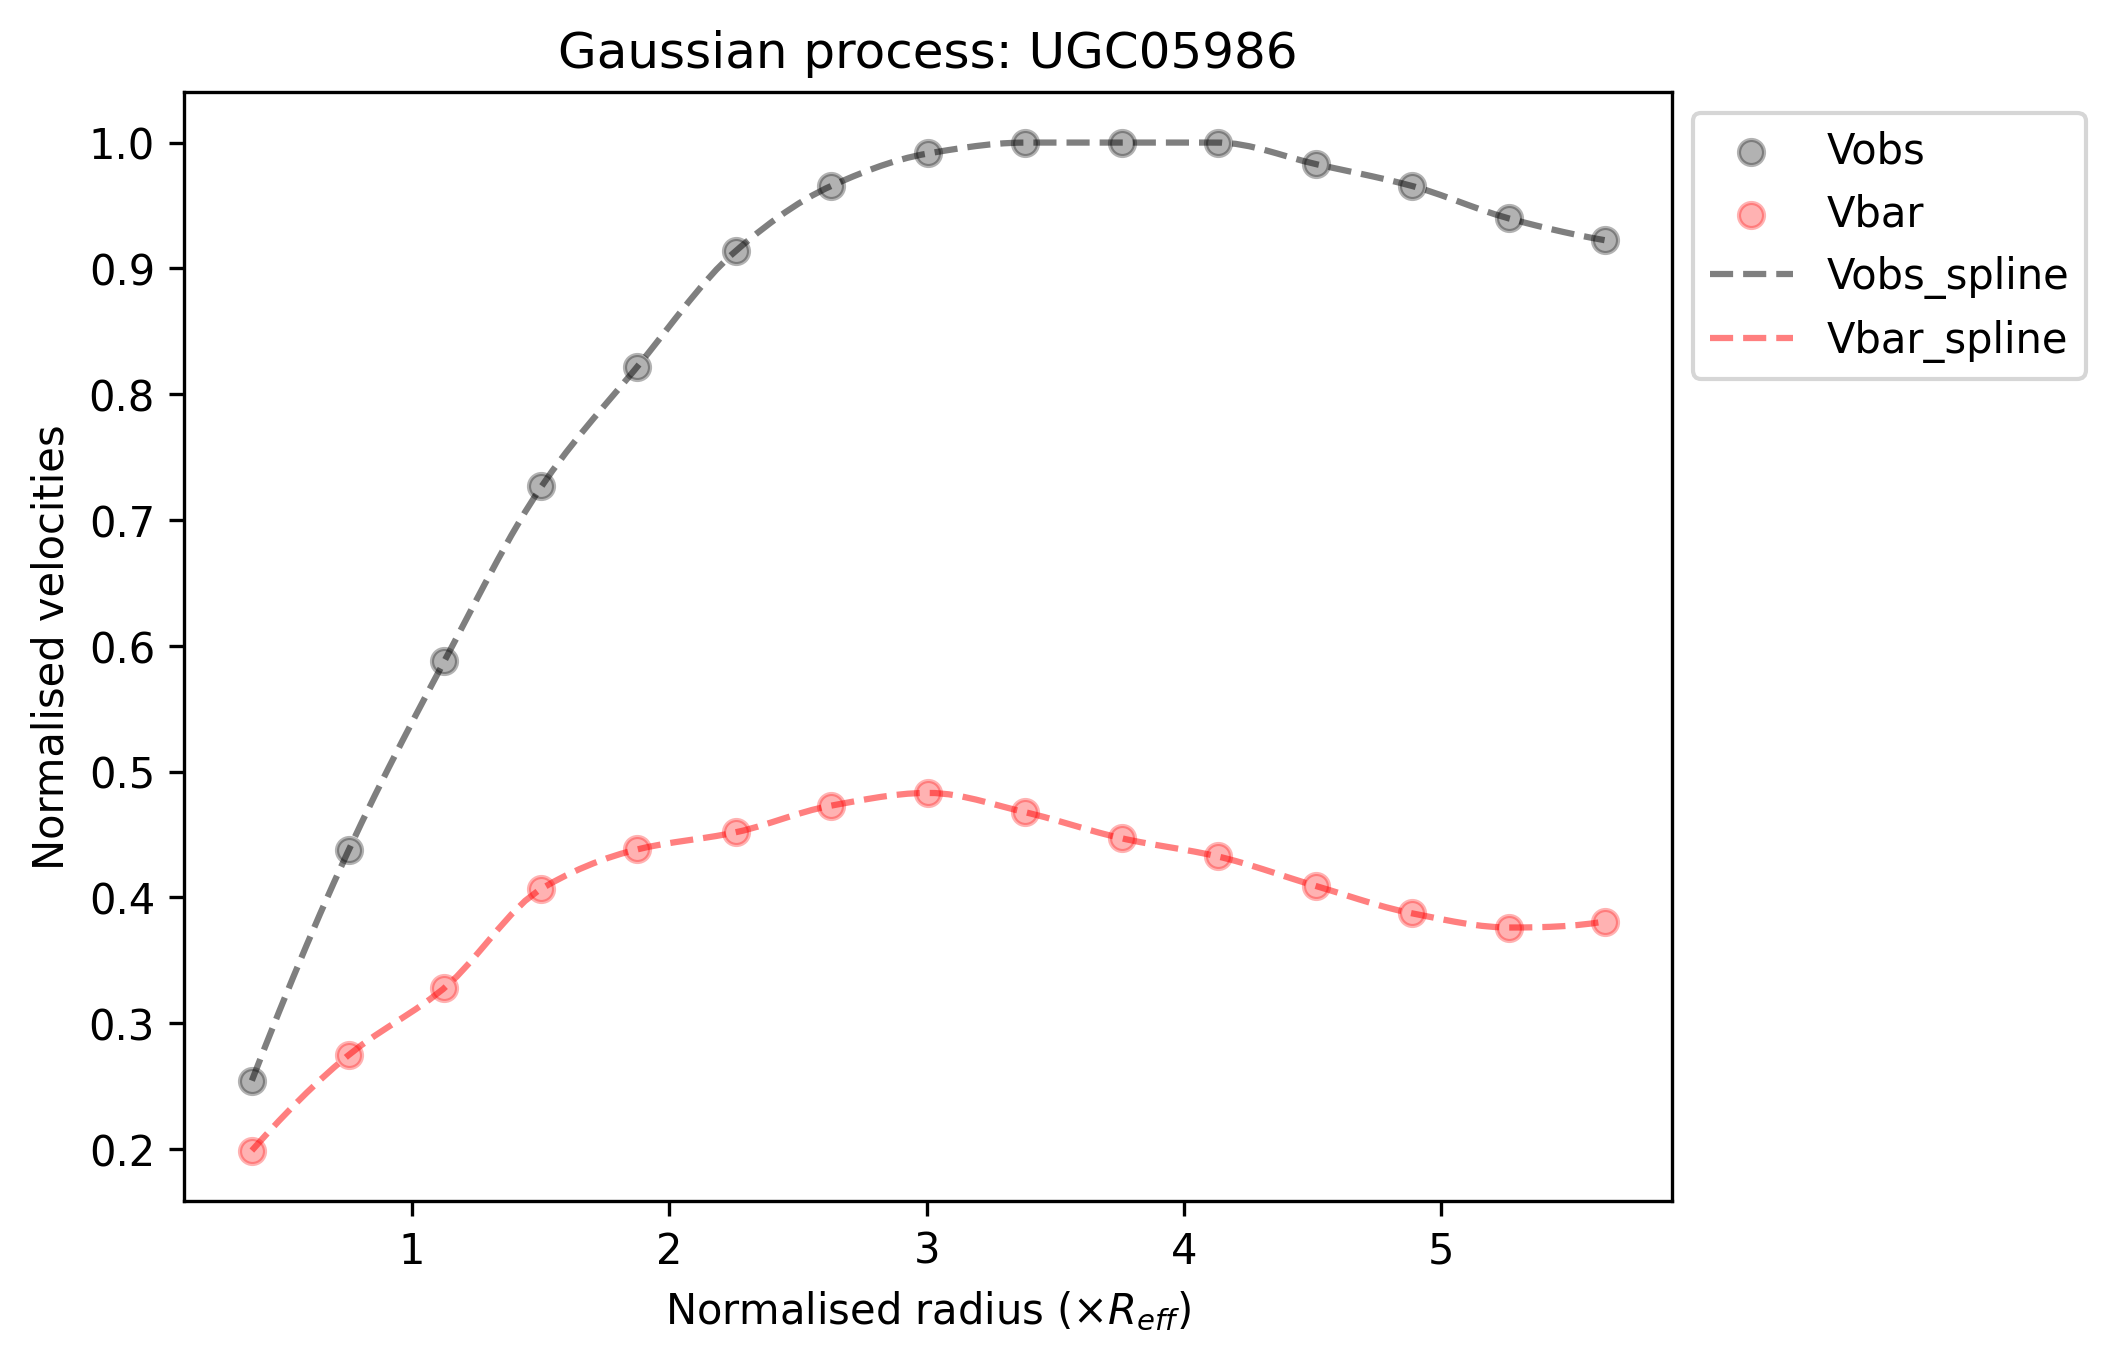 Gaussian process: UGC05986
Normalised velocities
1.0
0.9
0.8
0.7
0.6
0.5
0.4
0.3
0.2
1 2 3 4 5
Normalised radius (×R_eff)
Vobs
Vbar
Vobs_spline
Vbar_spline